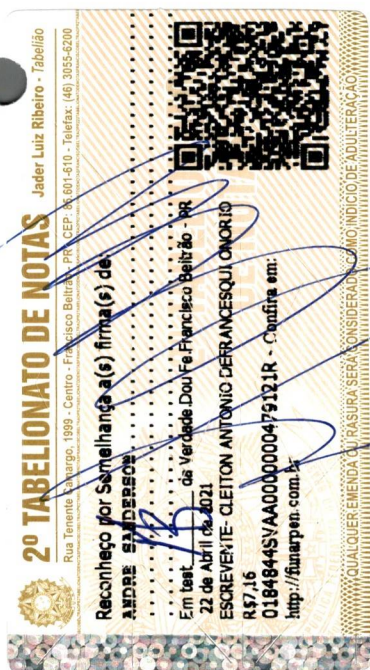 2º TABELIONATO DE NOTAS Jader Luiz Ribeiro - Tabelião
Rua Tenente Camargo, 1999 - Centro - Francisco Beltrão - PR - CEP: 85.601-610 - Telefax: (46) 3055-6200
Reconheço por Semelhança a(s) firma(s) de:
ANDRE SANDERSON
Em test. da Verdade.Dou Fe.Francisco Beltrão - PR
22 de Abril de 2021
ESCREVENTE- CLEITON ANTONIO DEFRANCESQUI ONORIO
R$7,16
0184844SVAA00000000479121R - Confira em:
http://funarpen.com.br
QUALQUER EMENDA OU RASURA SERÁ CONSIDERADO COMO INDÍCIO DE ADULTERAÇÃO